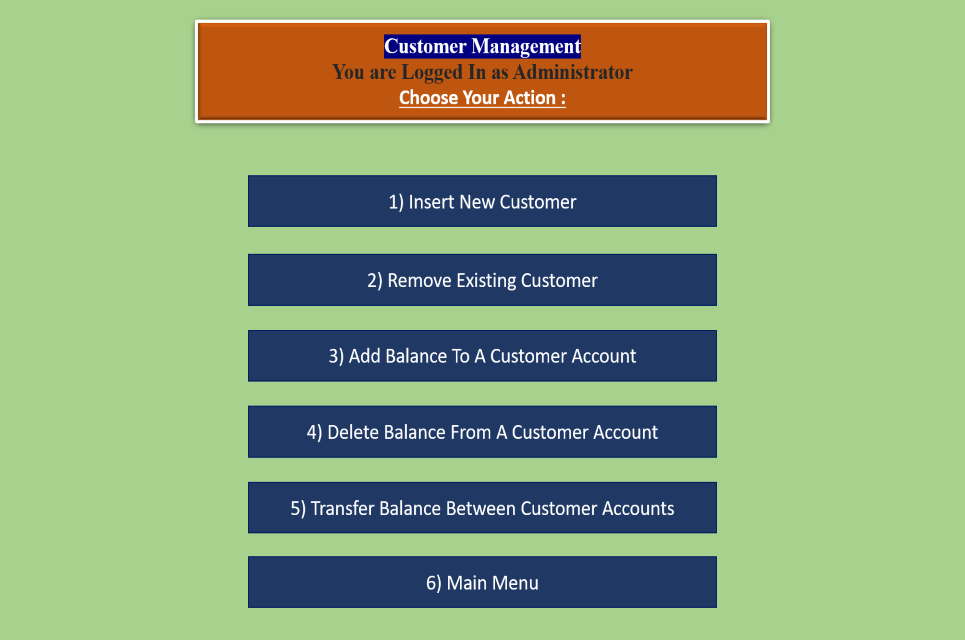 Customer Management
You are Logged In as Administrator
Choose Your Action :
1) Insert New Customer
2) Remove Existing Customer
3) Add Balance To A Customer Account
4) Delete Balance From A Customer Account
5) Transfer Balance Between Customer Accounts
6) Main Menu